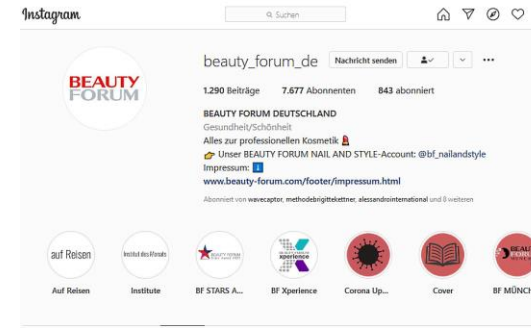 Instagram
Suchen
beauty_forum_de Nachricht senden
1.290 Beiträge 7.677 Abonnenten 843 abonniert
BEAUTY FORUM
BEAUTY FORUM DEUTSCHLAND
Gesundheit/Schönheit
Alles zur professionellen Kosmetik
Unser BEAUTY FORUM NAIL AND STYLE-Account: @bf_nailandstyle
Impressum:
www.beauty-forum.com/footer/impressum.html
Abonniert von wavecaptor, methodebrigittekettner, alessandrointernational und 8 weiteren
auf Reisen
Institut des Monats
BEAUTY FORUM
xperience
Auf Reisen Institute BF STARS A... BF Xperience Corona Up... Cover BF MÜNCH